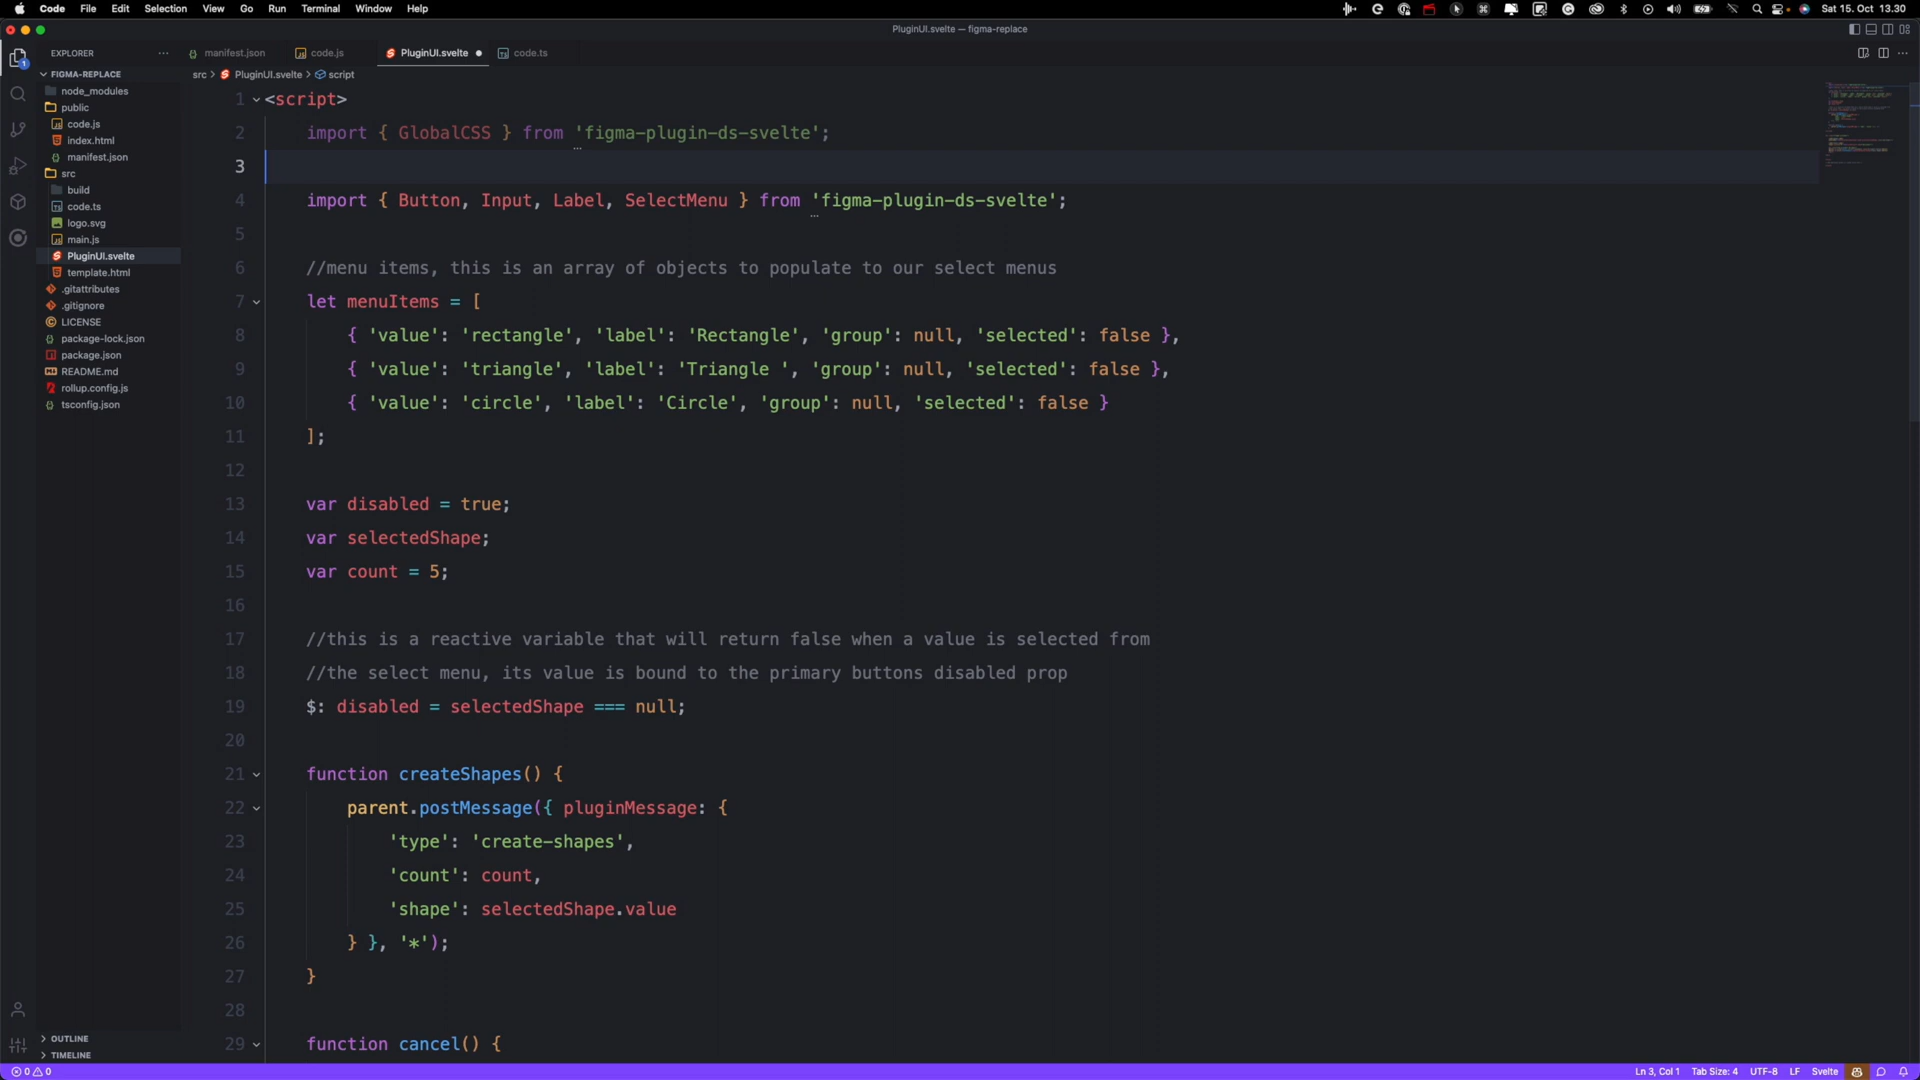 Code File Edit Selection View Go Run Terminal Window Help Sat 15. Oct 13.30
PluginUI.svelte — figma-replace
EXPLORER ...
manifest.json code.js PluginUI.svelte code.ts
src > PluginUI.svelte > script
FIGMA-REPLACE
node_modules
public
code.js
index.html
manifest.json
src
build
code.ts
logo.svg
main.js
PluginUI.svelte
template.html
.gitattributes
.gitignore
LICENSE
package-lock.json
package.json
README.md
rollup.config.js
tsconfig.json
OUTLINE
TIMELINE
1 <script>
2 import { GlobalCSS } from 'figma-plugin-ds-svelte';
3
4 import { Button, Input, Label, SelectMenu } from 'figma-plugin-ds-svelte';
5
6 //menu items, this is an array of objects to populate to our select menus
7 let menuItems = [
8 { 'value': 'rectangle', 'label': 'Rectangle', 'group': null, 'selected': false },
9 { 'value': 'triangle', 'label': 'Triangle ', 'group': null, 'selected': false },
10 { 'value': 'circle', 'label': 'Circle', 'group': null, 'selected': false }
11 ];
12
13 var disabled = true;
14 var selectedShape;
15 var count = 5;
16
17 //this is a reactive variable that will return false when a value is selected from
18 //the select menu, its value is bound to the primary buttons disabled prop
19 $: disabled = selectedShape === null;
20
21 function createShapes() {
22 parent.postMessage({ pluginMessage: {
23 'type': 'create-shapes',
24 'count': count,
25 'shape': selectedShape.value
26 } }, '*');
27 }
28
29 function cancel() {
0 0 Ln 3, Col 1 Tab Size: 4 UTF-8 LF Svelte